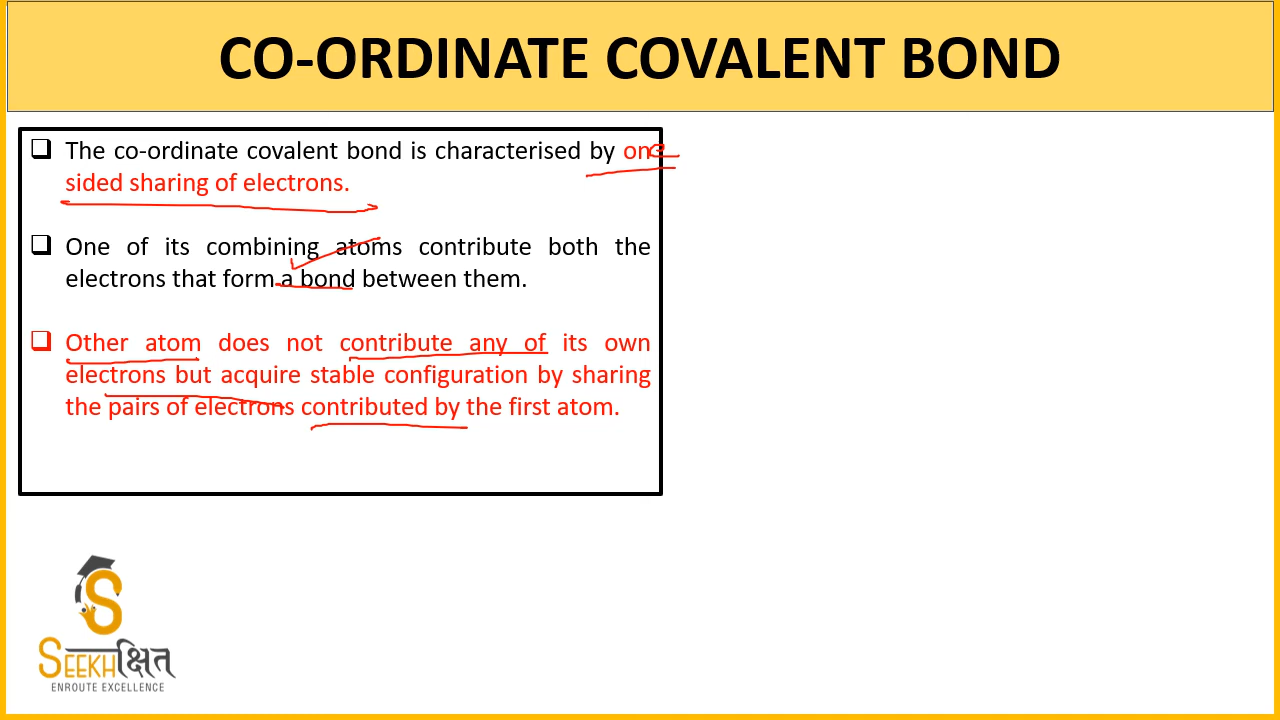 CO-ORDINATE COVALENT BOND
The co-ordinate covalent bond is characterised by one
sided sharing of electrons.
One of its combining atoms contribute both the
electrons that form a bond between them.
Other atom does not contribute any of its own
electrons but acquire stable configuration by sharing
the pairs of electrons contributed by the first atom.
S
SEEKHक्षित
ENROUTE EXCELLENCE